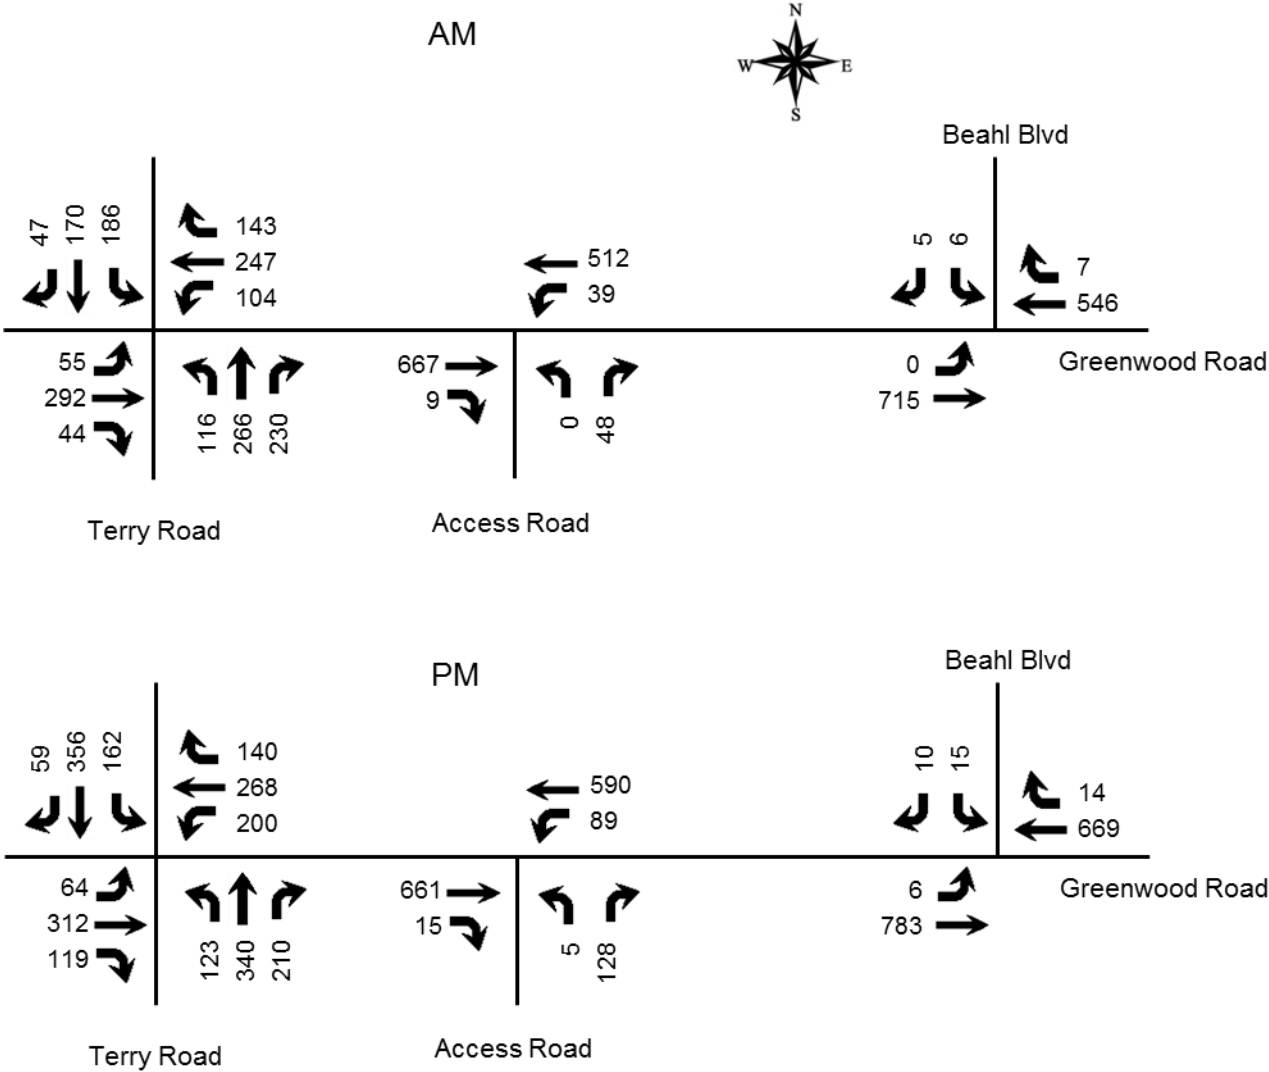 AM
N
W E
S
Beahl Blvd
47 170 186
143
247
104
512
39
5 6
7
546
55
292
44
116 266 230
667
9
0 48
0
715
Greenwood Road
Terry Road
Access Road
PM
Beahl Blvd
59 356 162
140
268
200
590
89
10 15
14
669
64
312
119
123 340 210
661
15
5 128
6
783
Greenwood Road
Terry Road
Access Road